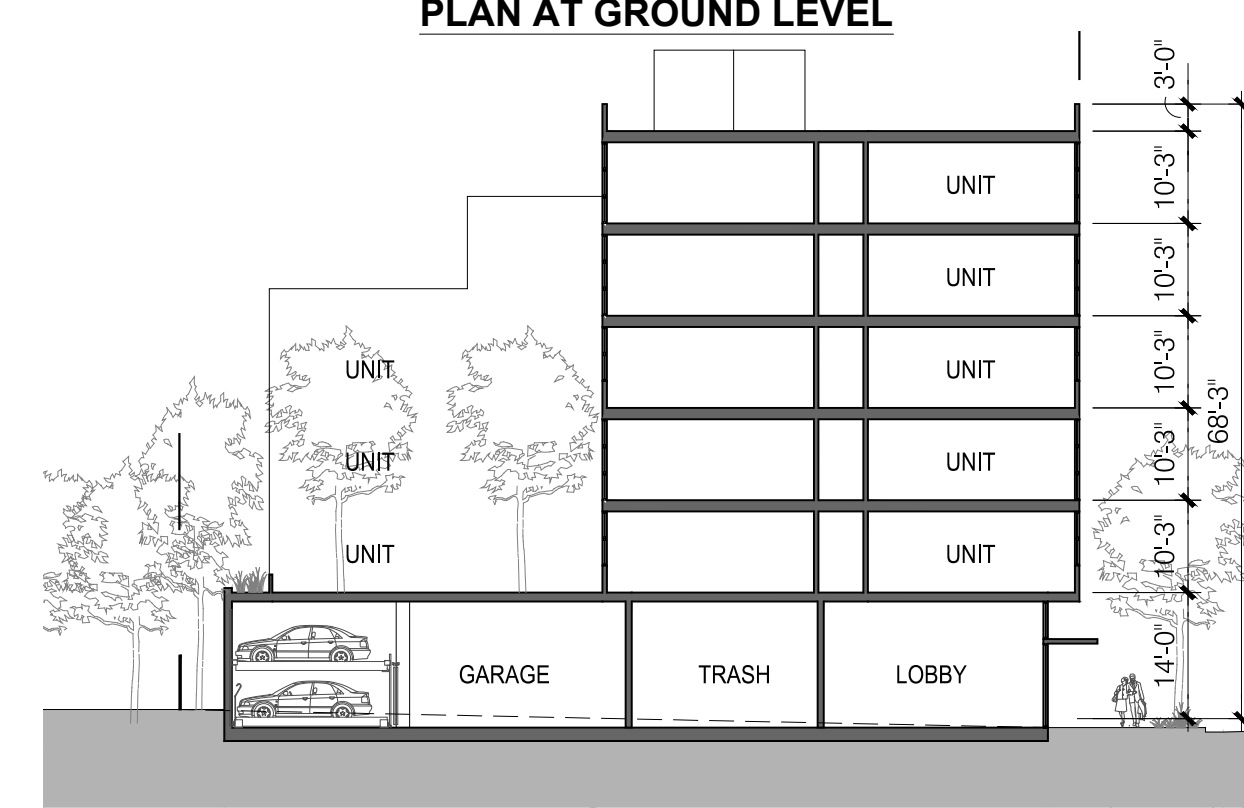 PLAN AT GROUND LEVEL
3'-0"
UNIT
10'-3"
UNIT
10'-3"
UNIT
UNIT
10'-3"
68'-3"
UNIT
UNIT
10'-3"
UNIT
UNIT
10'-3"
GARAGE
TRASH
LOBBY
14'-0"